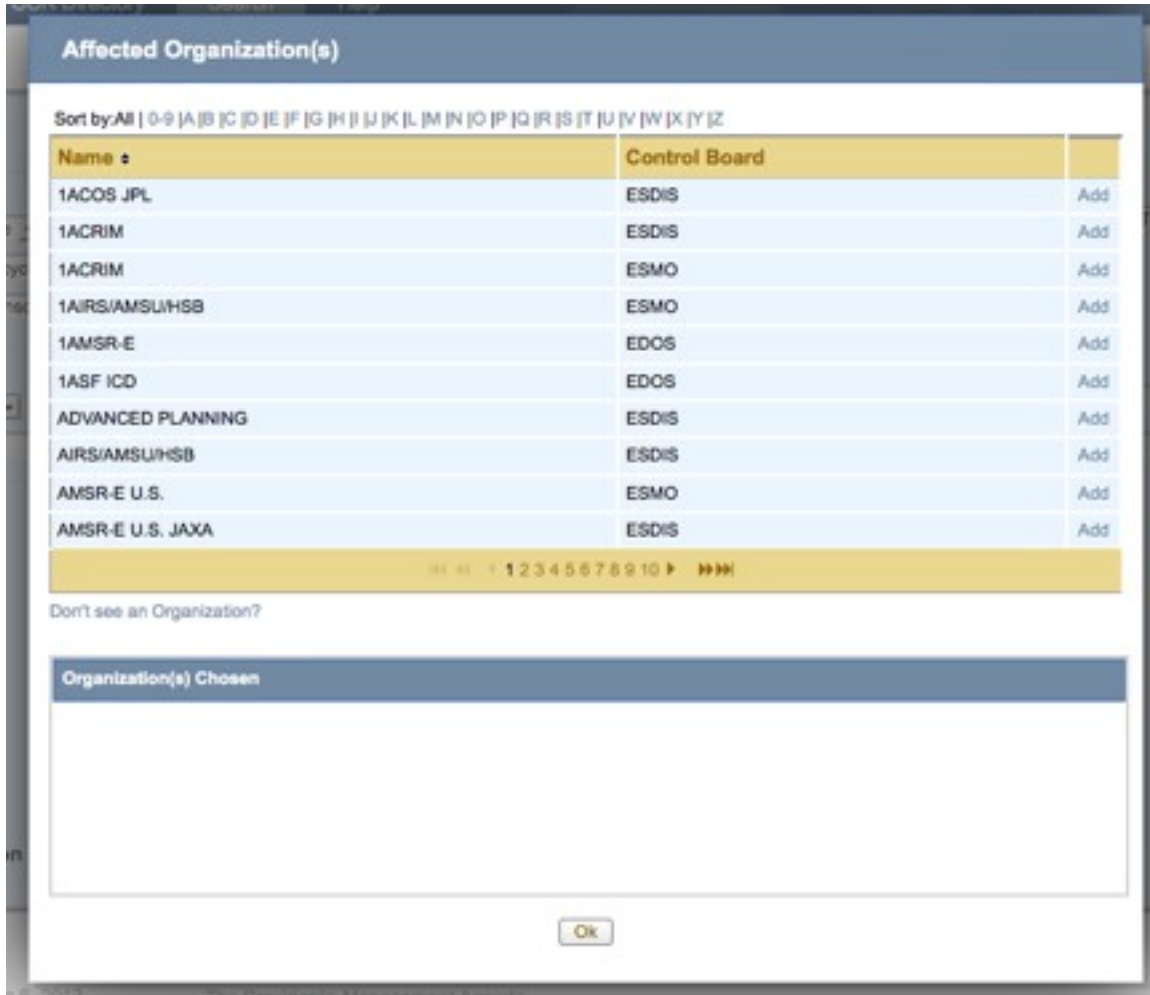 Affected Organization(s)
Sort by:All | 0-9 |A |B |C |D |E |F |G |H |I |J |K |L |M |N |O |P |Q |R |S |T |U |V |W |X |Y |Z
Name Control Board
1ACOS JPL ESDIS Add
1ACRIM ESDIS Add
1ACRIM ESMO Add
1AIRS/AMSU/HSB ESMO Add
1AMSR-E EDOS Add
1ASF ICD EDOS Add
ADVANCED PLANNING ESDIS Add
AIRS/AMSU/HSB ESDIS Add
AMSR-E U.S. ESMO Add
AMSR-E U.S. JAXA ESDIS Add
1 2 3 4 5 6 7 8 9 10
Don't see an Organization?
Organization(s) Chosen
Ok